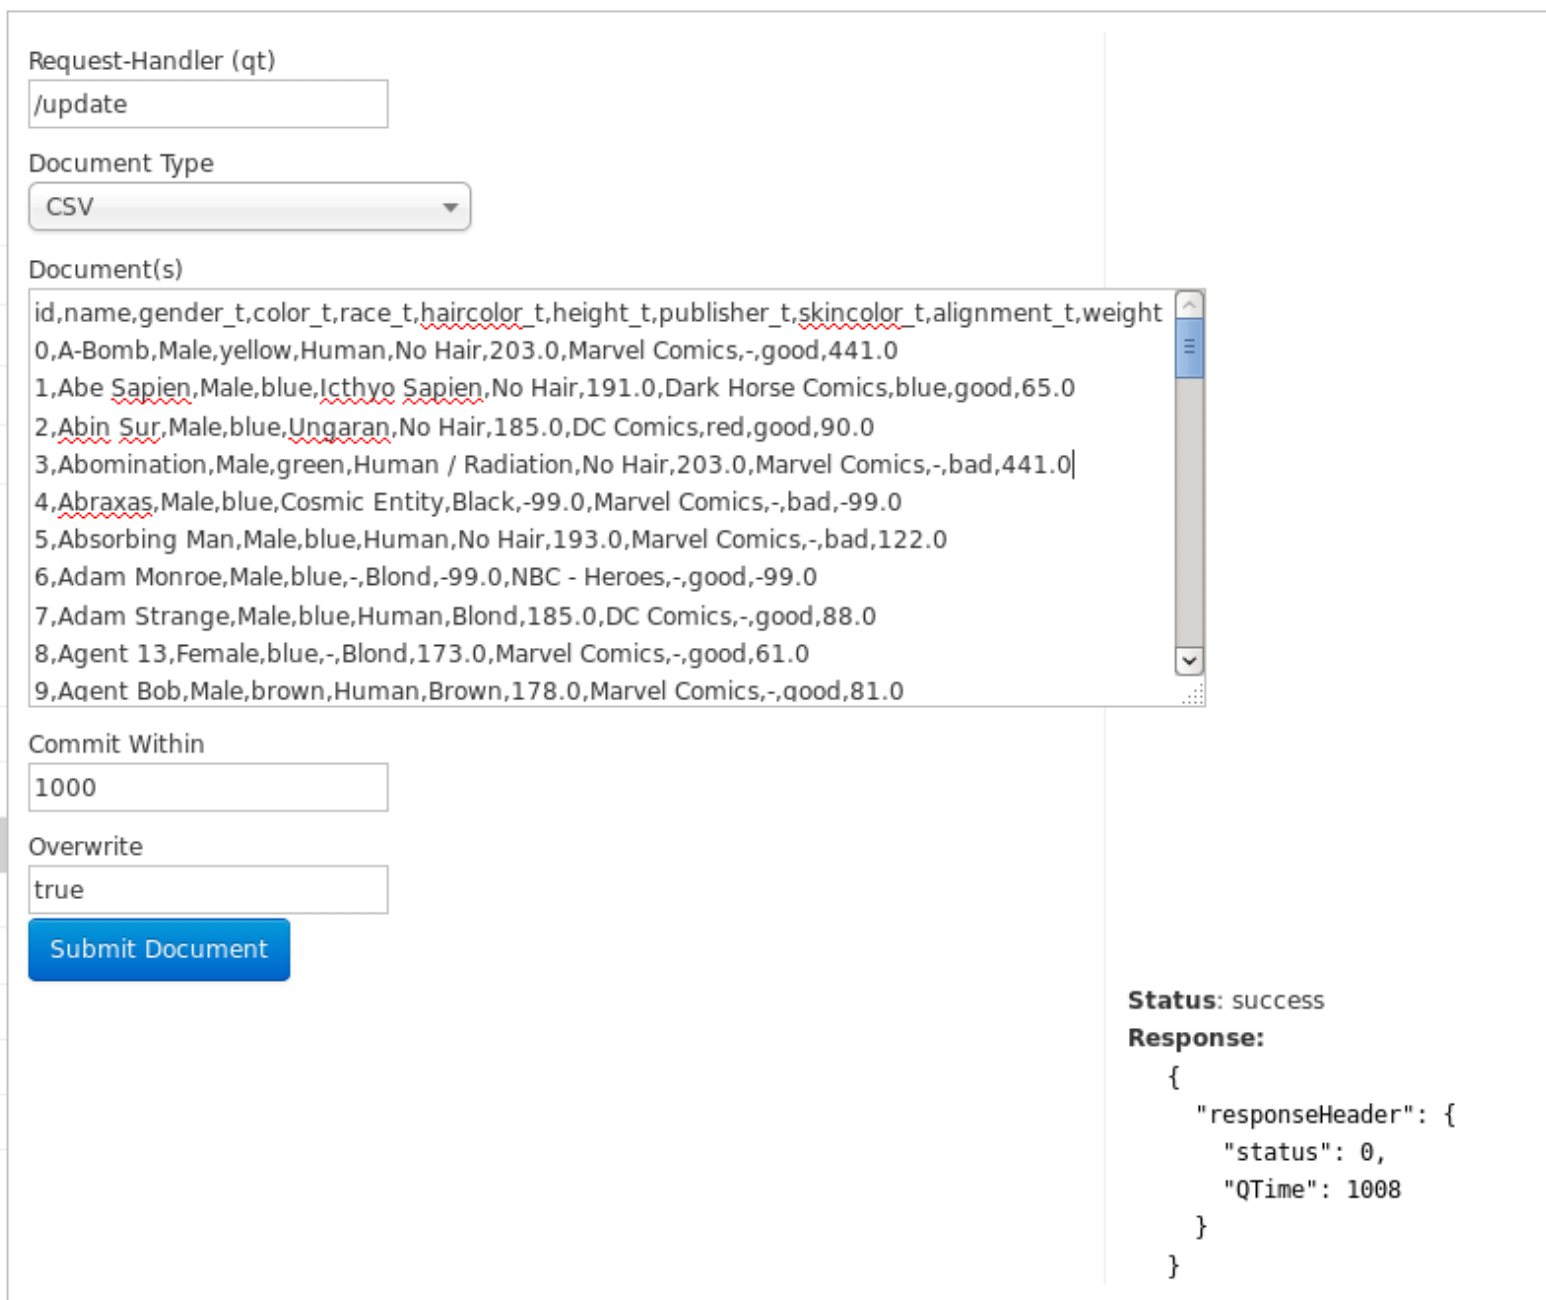 Request-Handler (qt)
/update
Document Type
CSV
Document(s)
id,name,gender_t,color_t,race_t,haircolor_t,height_t,publisher_t,skincolor_t,alignment_t,weight
0,A-Bomb,Male,yellow,Human,No Hair,203.0,Marvel Comics,-,good,441.0
1,Abe Sapien,Male,blue,Icthyo Sapien,No Hair,191.0,Dark Horse Comics,blue,good,65.0
2,Abin Sur,Male,blue,Ungaran,No Hair,185.0,DC Comics,red,good,90.0
3,Abomination,Male,green,Human / Radiation,No Hair,203.0,Marvel Comics,-,bad,441.0
4,Abraxas,Male,blue,Cosmic Entity,Black,-99.0,Marvel Comics,-,bad,-99.0
5,Absorbing Man,Male,blue,Human,No Hair,193.0,Marvel Comics,-,bad,122.0
6,Adam Monroe,Male,blue,-,Blond,-99.0,NBC - Heroes,-,good,-99.0
7,Adam Strange,Male,blue,Human,Blond,185.0,DC Comics,-,good,88.0
8,Agent 13,Female,blue,-,Blond,173.0,Marvel Comics,-,good,61.0
9,Agent Bob,Male,brown,Human,Brown,178.0,Marvel Comics,-,good,81.0
Commit Within
1000
Overwrite
true
Submit Document
Status: success
Response:
{
"responseHeader": {
"status": 0,
"QTime": 1008
}
}